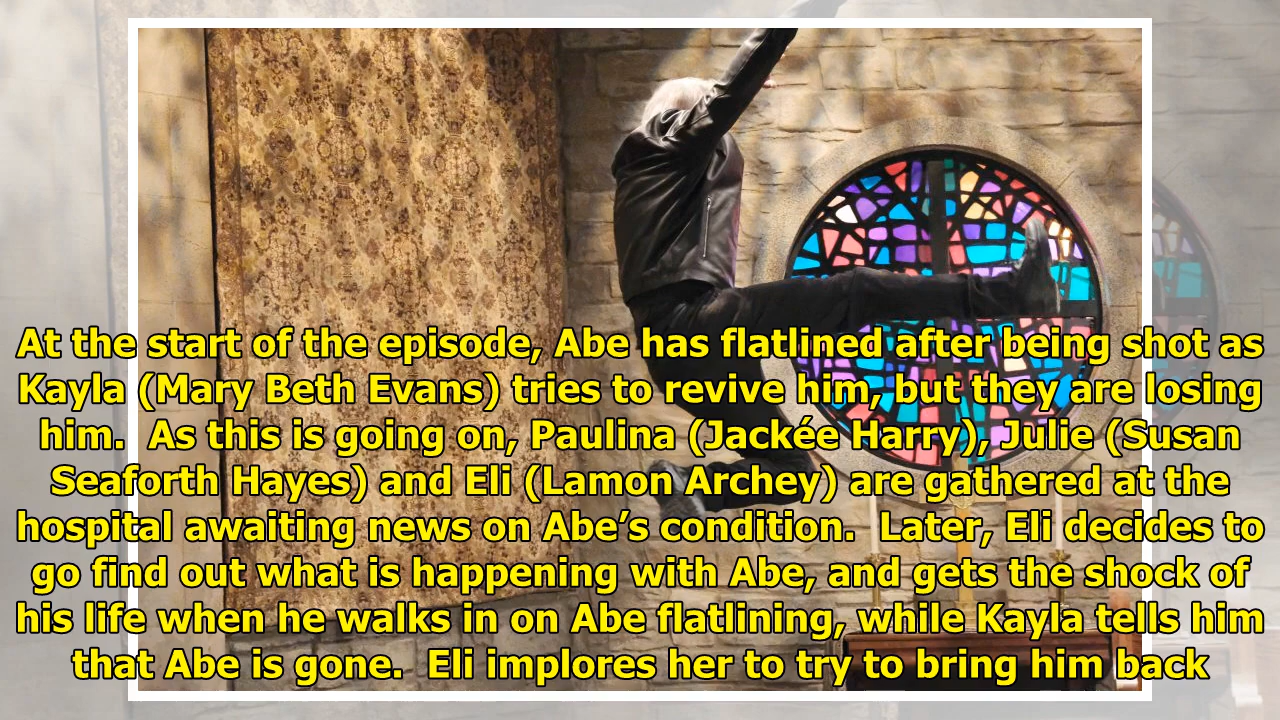 At the start of the episode, Abe has flatlined after being shot as
Kayla (Mary Beth Evans) tries to revive him, but they are losing
him.  As this is going on, Paulina (Jackée Harry), Julie (Susan
Seaforth Hayes) and Eli (Lamon Archey) are gathered at the
hospital awaiting news on Abe’s condition.  Later, Eli decides to
go find out what is happening with Abe, and gets the shock of
his life when he walks in on Abe flatlining, while Kayla tells him
that Abe is gone.  Eli implores her to try to bring him back